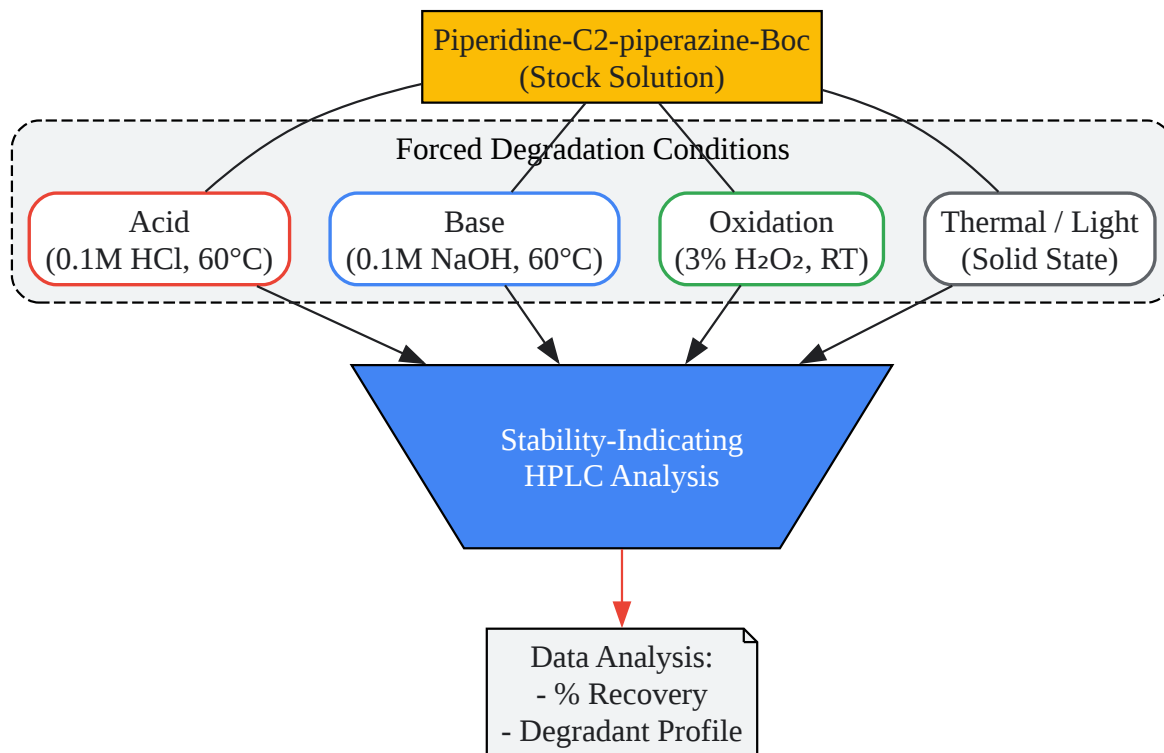 Piperidine-C2-piperazine-Boc
(Stock Solution)
Forced Degradation Conditions
Acid
(0.1M HCl, 60°C)
Base
(0.1M NaOH, 60°C)
Oxidation
(3% H₂O₂, RT)
Thermal / Light
(Solid State)
Stability-Indicating
HPLC Analysis
Data Analysis:
- % Recovery
- Degradant Profile